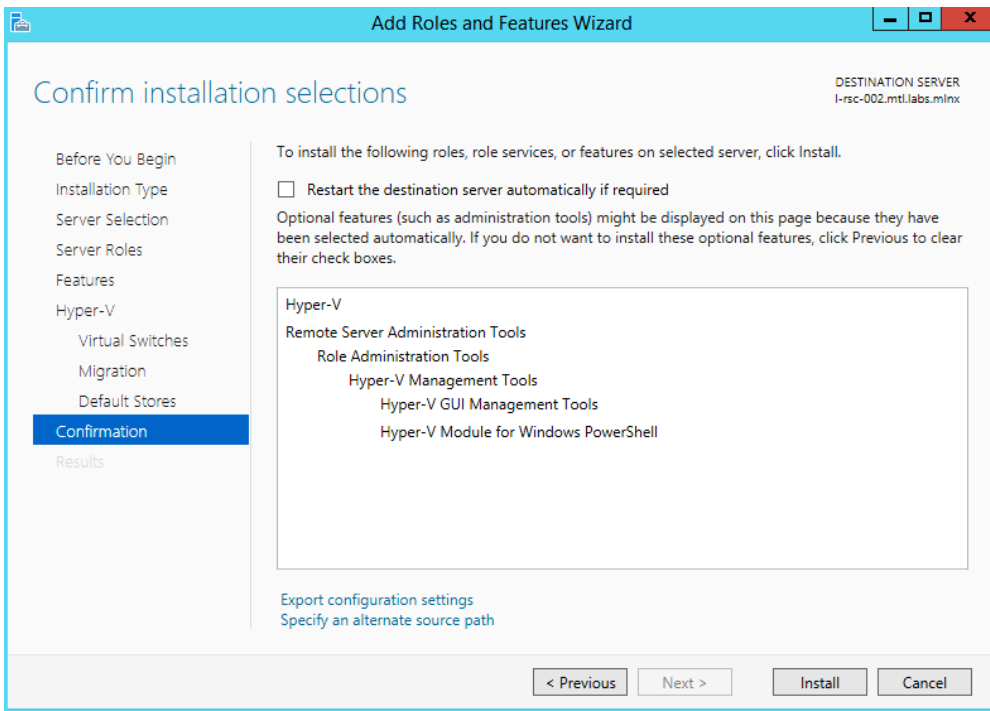 Add Roles and Features Wizard
Confirm installation selections
DESTINATION SERVER
l-rsc-002.mtl.labs.mlnx
Before You Begin
Installation Type
Server Selection
Server Roles
Features
Hyper-V
Virtual Switches
Migration
Default Stores
Confirmation
Results
To install the following roles, role services, or features on selected server, click Install.
Restart the destination server automatically if required
Optional features (such as administration tools) might be displayed on this page because they have
been selected automatically. If you do not want to install these optional features, click Previous to clear
their check boxes.
Hyper-V
Remote Server Administration Tools
Role Administration Tools
Hyper-V Management Tools
Hyper-V GUI Management Tools
Hyper-V Module for Windows PowerShell
Export configuration settings
Specify an alternate source path
< Previous
Next >
Install
Cancel